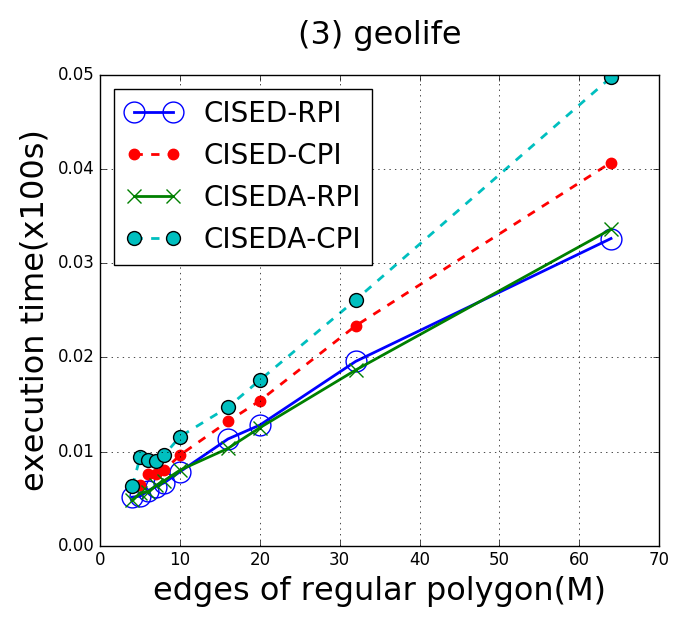 (3) geolife
0.05
0.04
0.03
0.02
0.01
0.00
execution time(x100s)
CISED-RPI
CISED-CPI
CISEDA-RPI
CISEDA-CPI
0 10 20 30 40 50 60 70
edges of regular polygon(M)